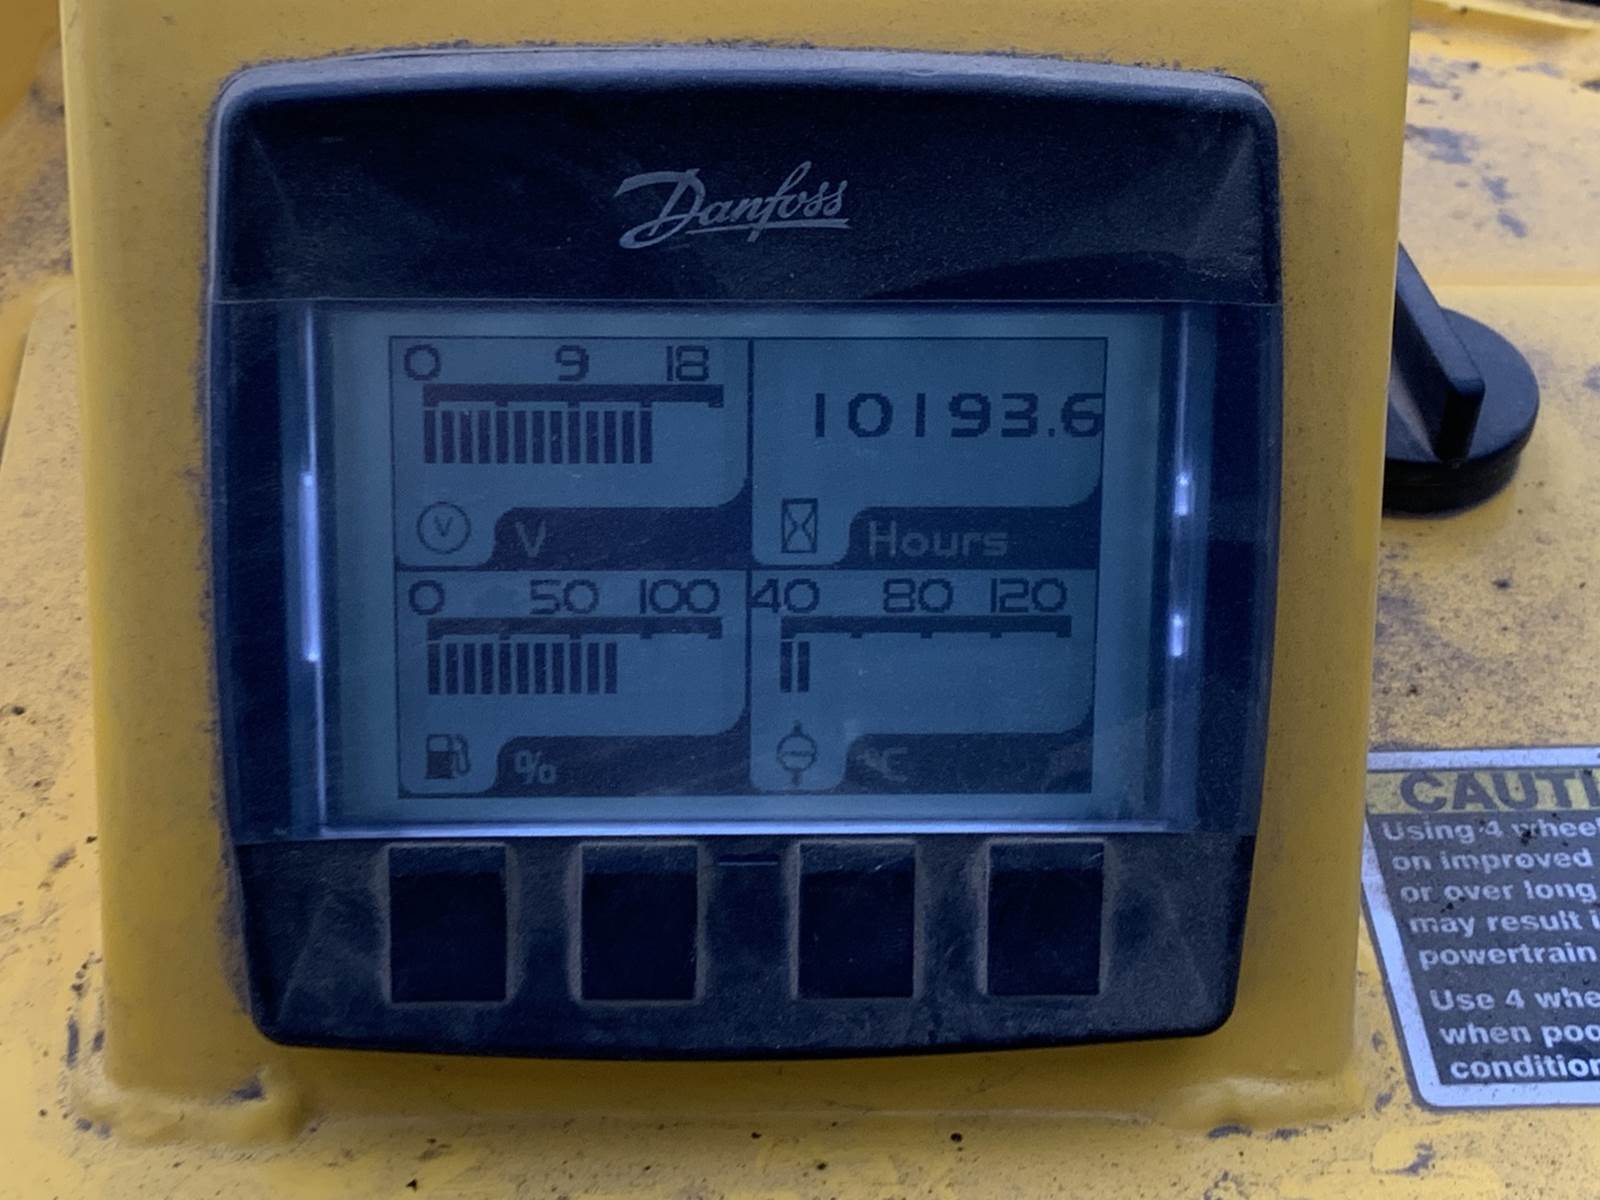 Danfoss
0 9 18
10193.6
V
V
Hours
0 50 100
40 80 120
%
°C
CAUTI
Using 4 wheel
on improved
or over long
may result i
powertrain
Use 4 whe
when poo
condition